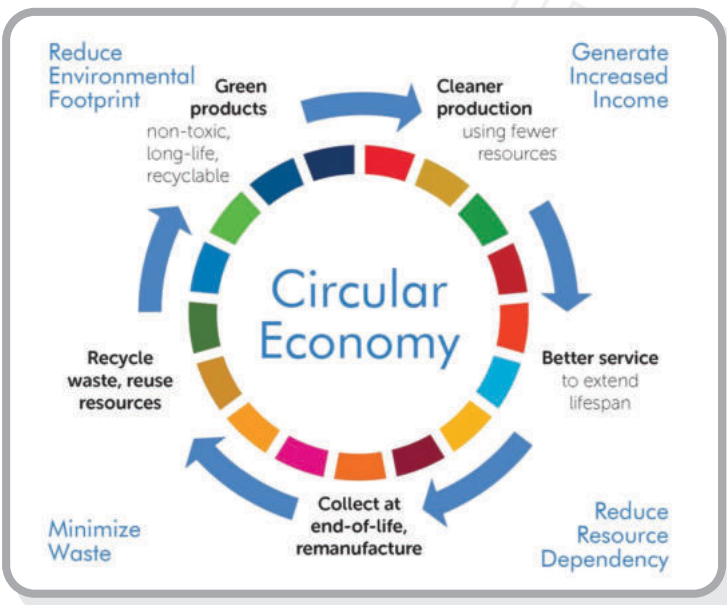 Reduce
Environmental
Footprint
Generate
Increased
Income
Green
products
non-toxic,
long-life,
recyclable
Cleaner
production
using fewer
resources
Circular
Economy
Recycle
waste, reuse
resources
Better service
to extend
lifespan
Collect at
end-of-life,
remanufacture
Minimize
Waste
Reduce
Resource
Dependency